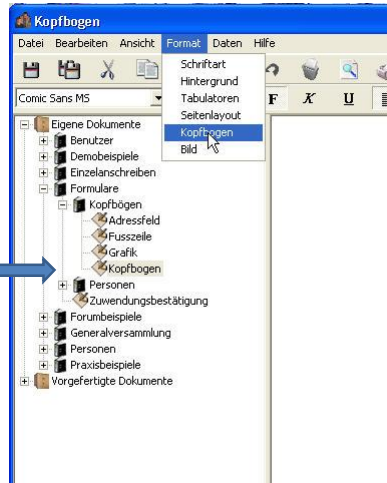 Kopfbogen
Datei Bearbeiten Ansicht Format Daten Hilfe
Schriftart
Hintergrund
Tabulatoren
Seitenlayout
Kopfbogen
Bild
Comic Sans MS F K U
Eigene Dokumente
Benutzer
Demobeispiele
Einzelanschreiben
Formulare
Kopfbögen
Adressfeld
Fusszeile
Grafik
Kopfbogen
Personen
Zuwendungsbestätigung
Forumbeispiele
Generalversammlung
Personen
Praxisbeispiele
Vorgefertigte Dokumente